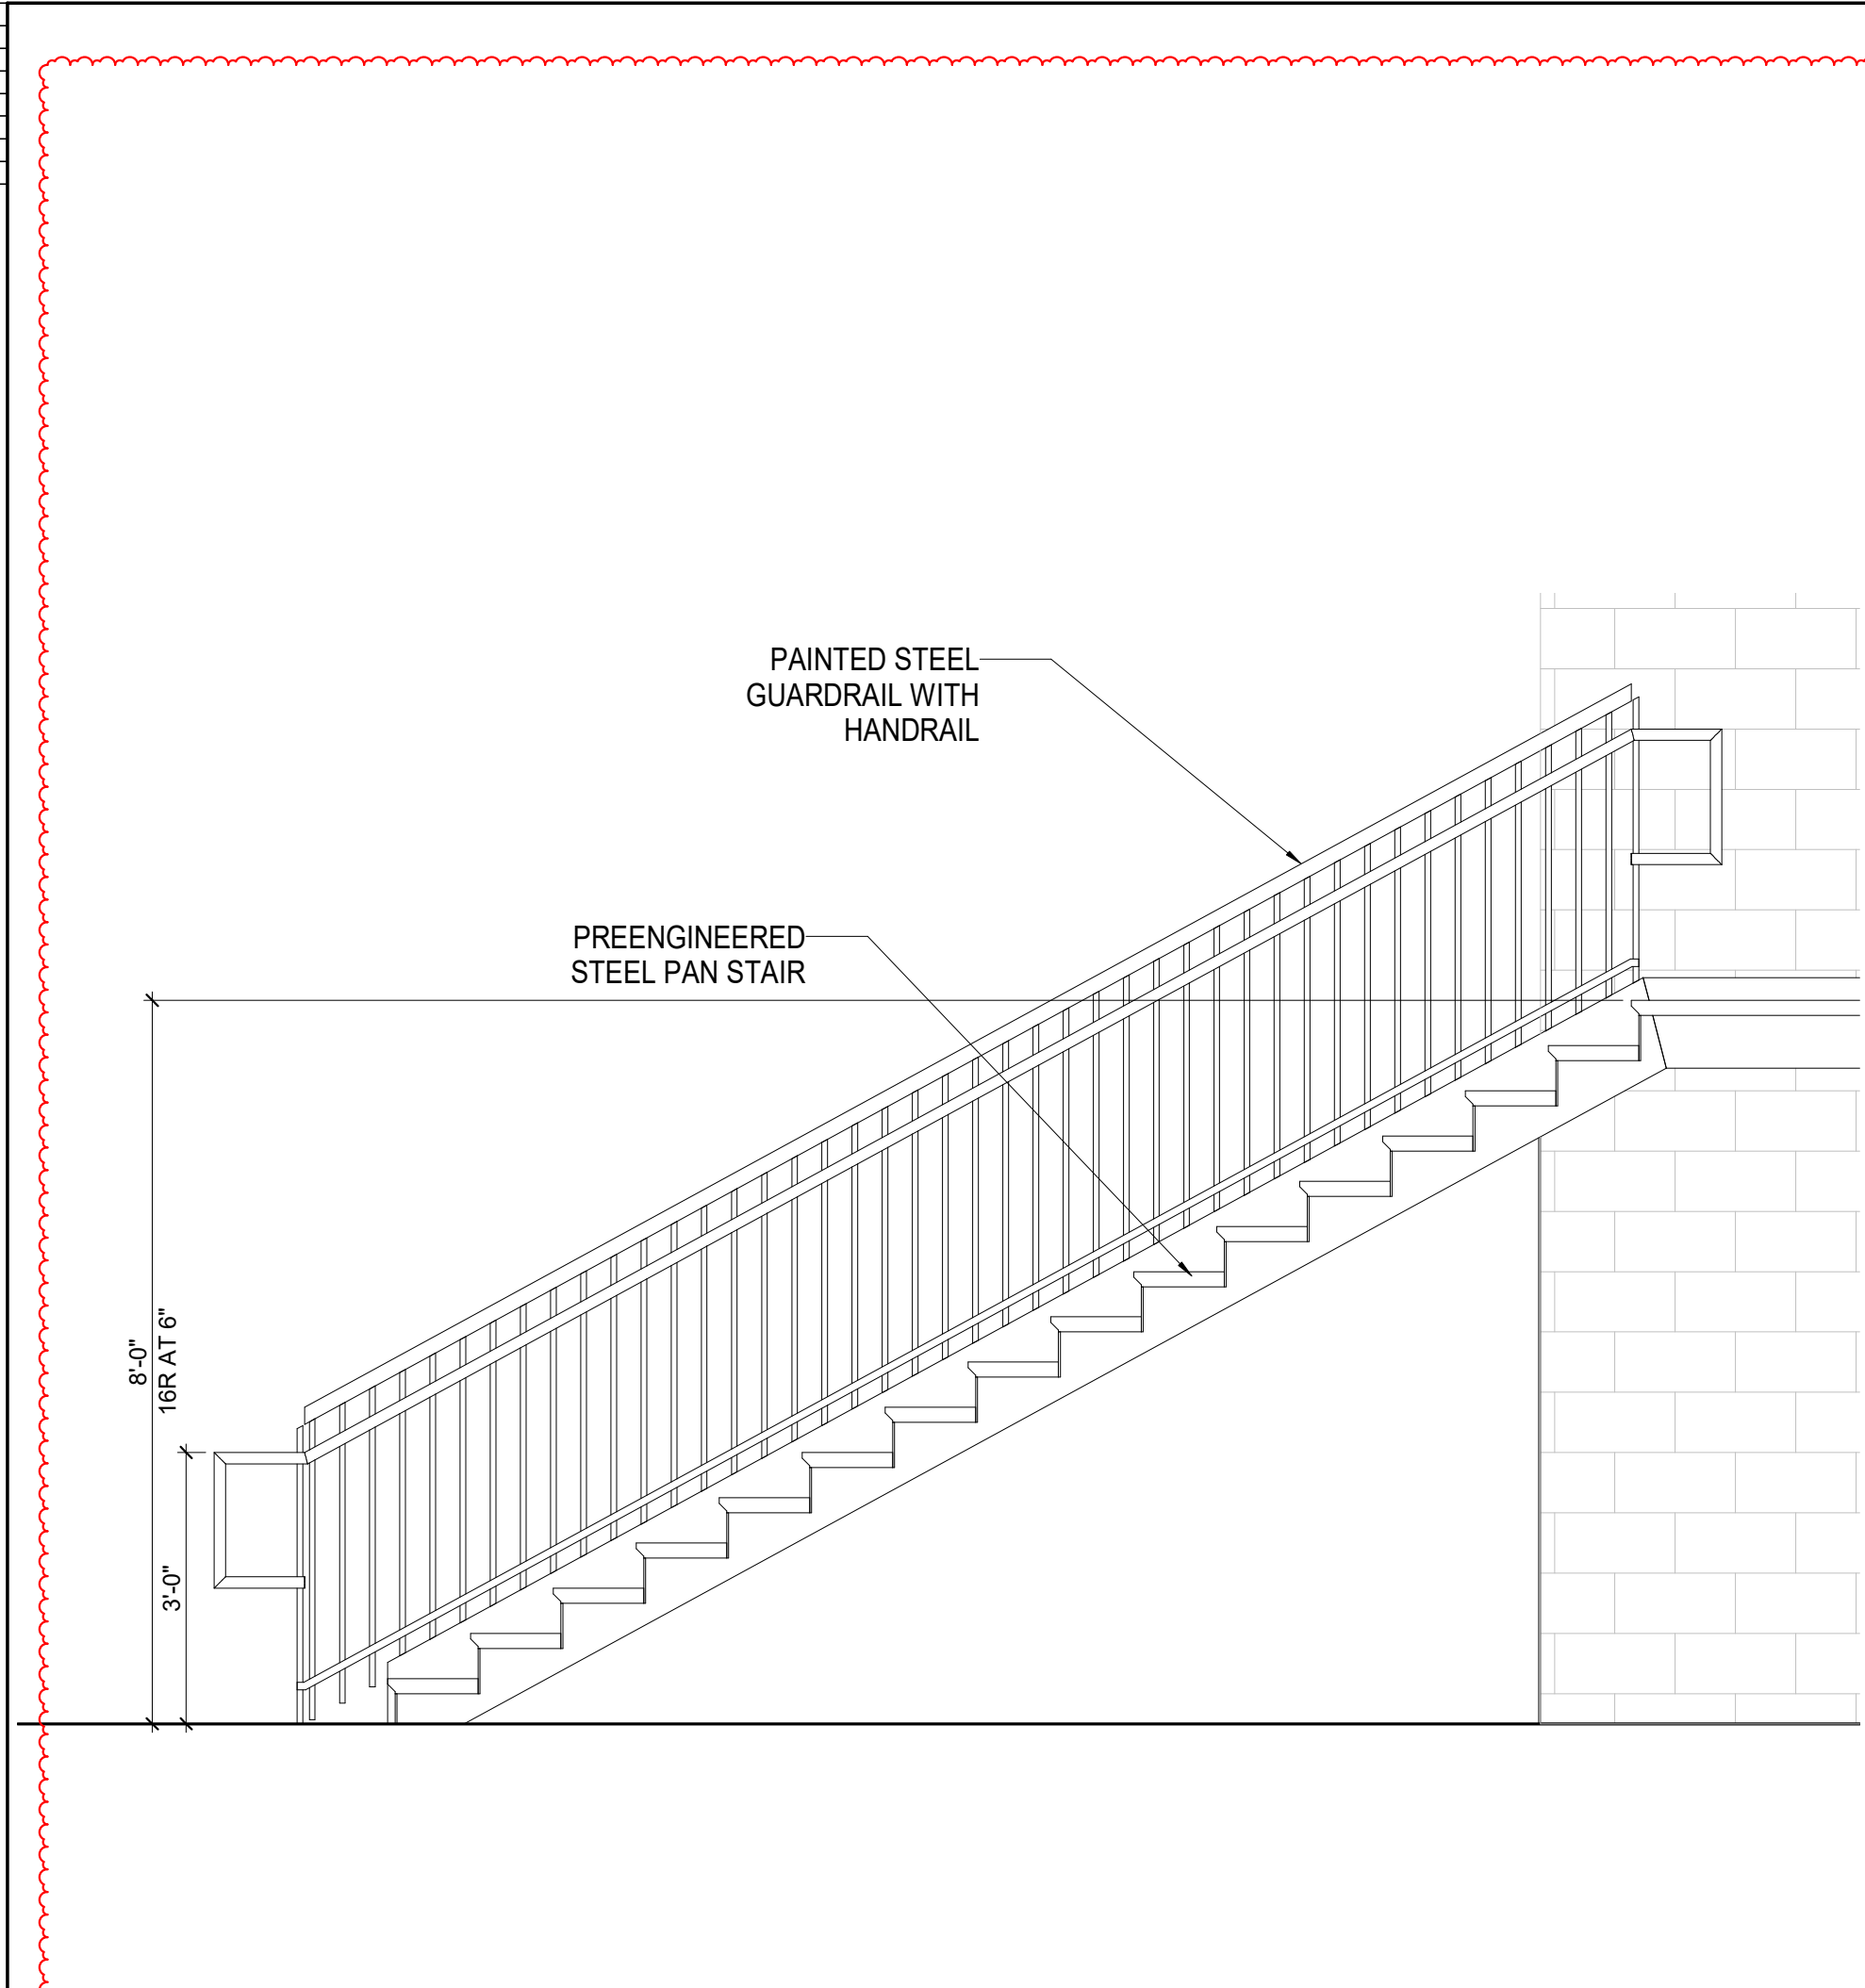 PAINTED STEEL
GUARDRAIL WITH
HANDRAIL
PREENGINEERED
STEEL PAN STAIR
8'-0"
16R AT 6"
3'-0"